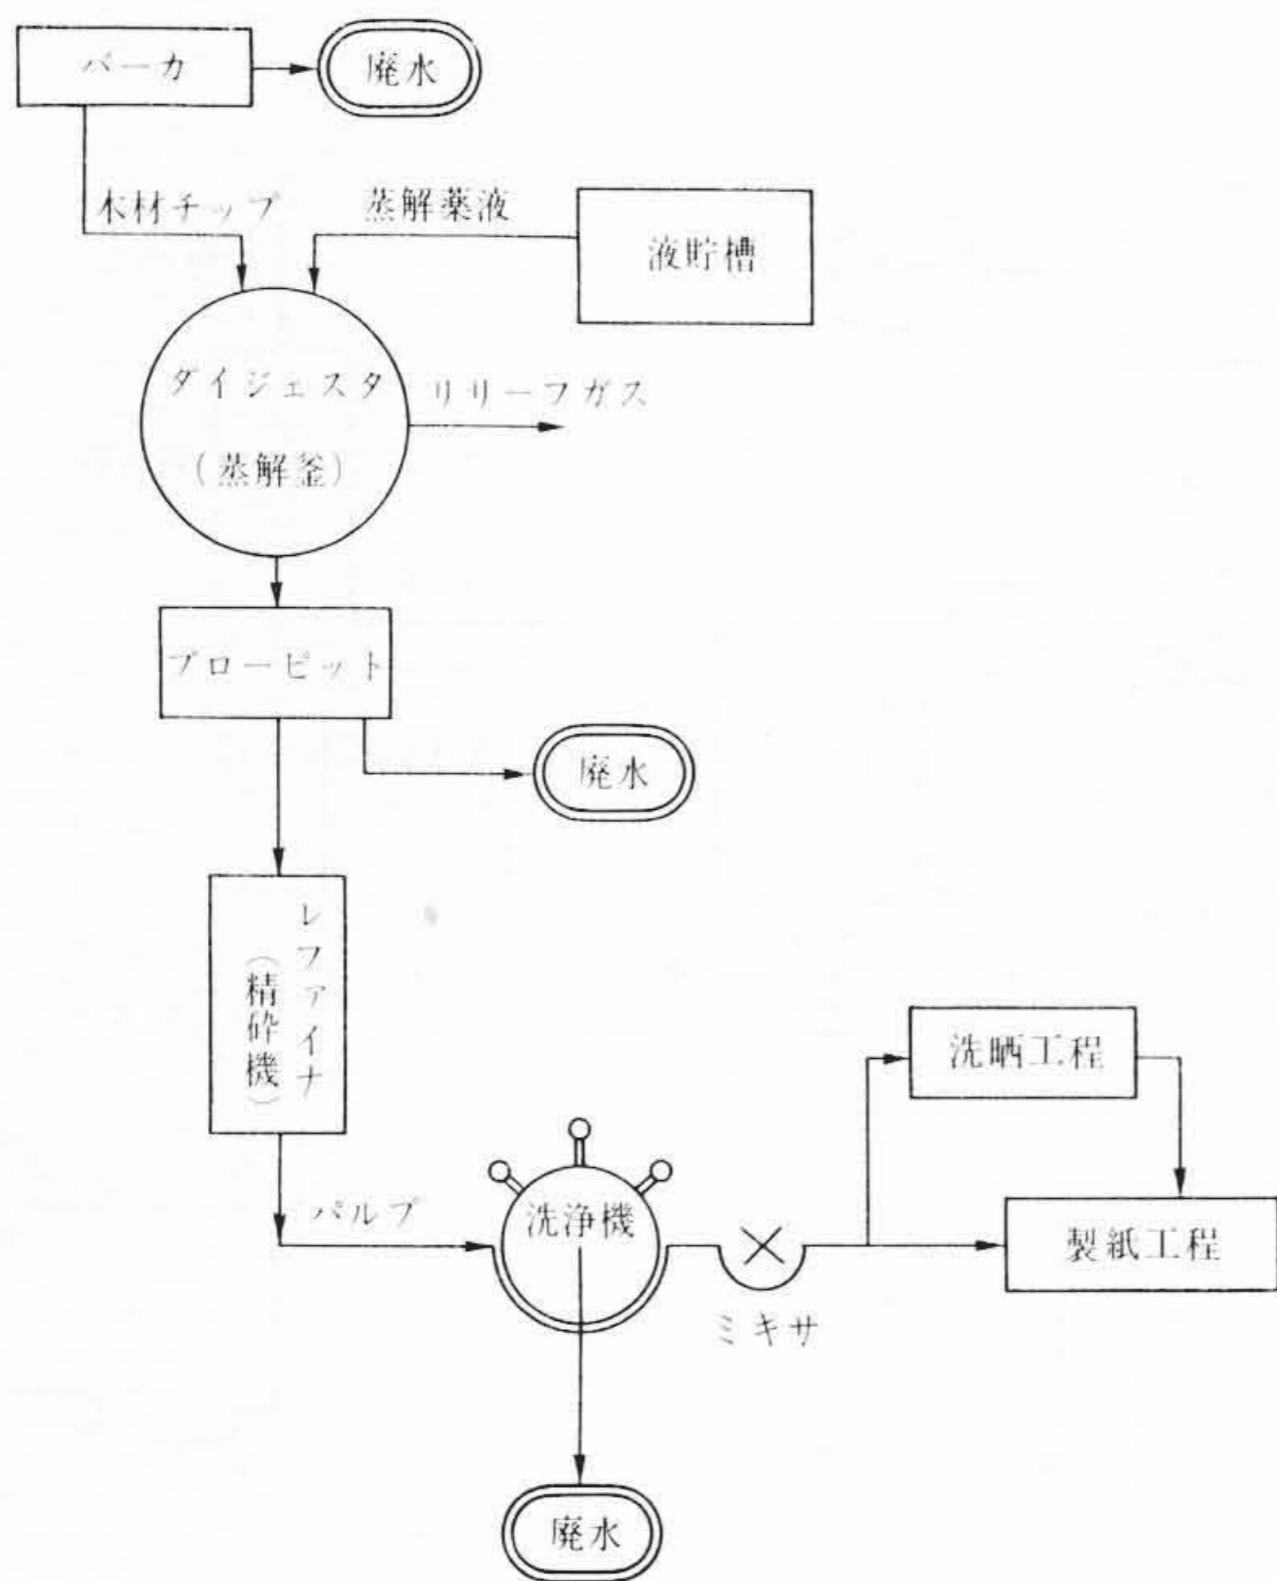 バーカ
廃水
木材チップ
蒸解薬液
液貯槽
ダイジェスタ
(蒸解釜)
リリーフガス
ブローピット
廃水
レファイナ
(精砕機)
パルプ
洗浄機
ミキサ
洗晒工程
製紙工程
廃水